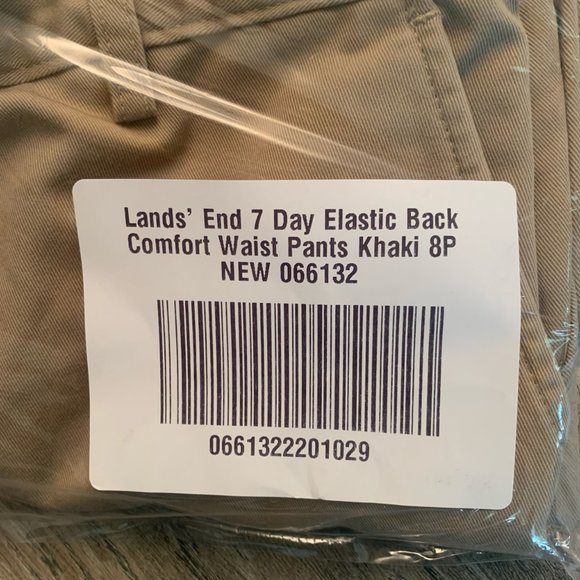 Lands' End 7 Day Elastic Back
Comfort Waist Pants Khaki 8P
NEW 066132
0661322201029